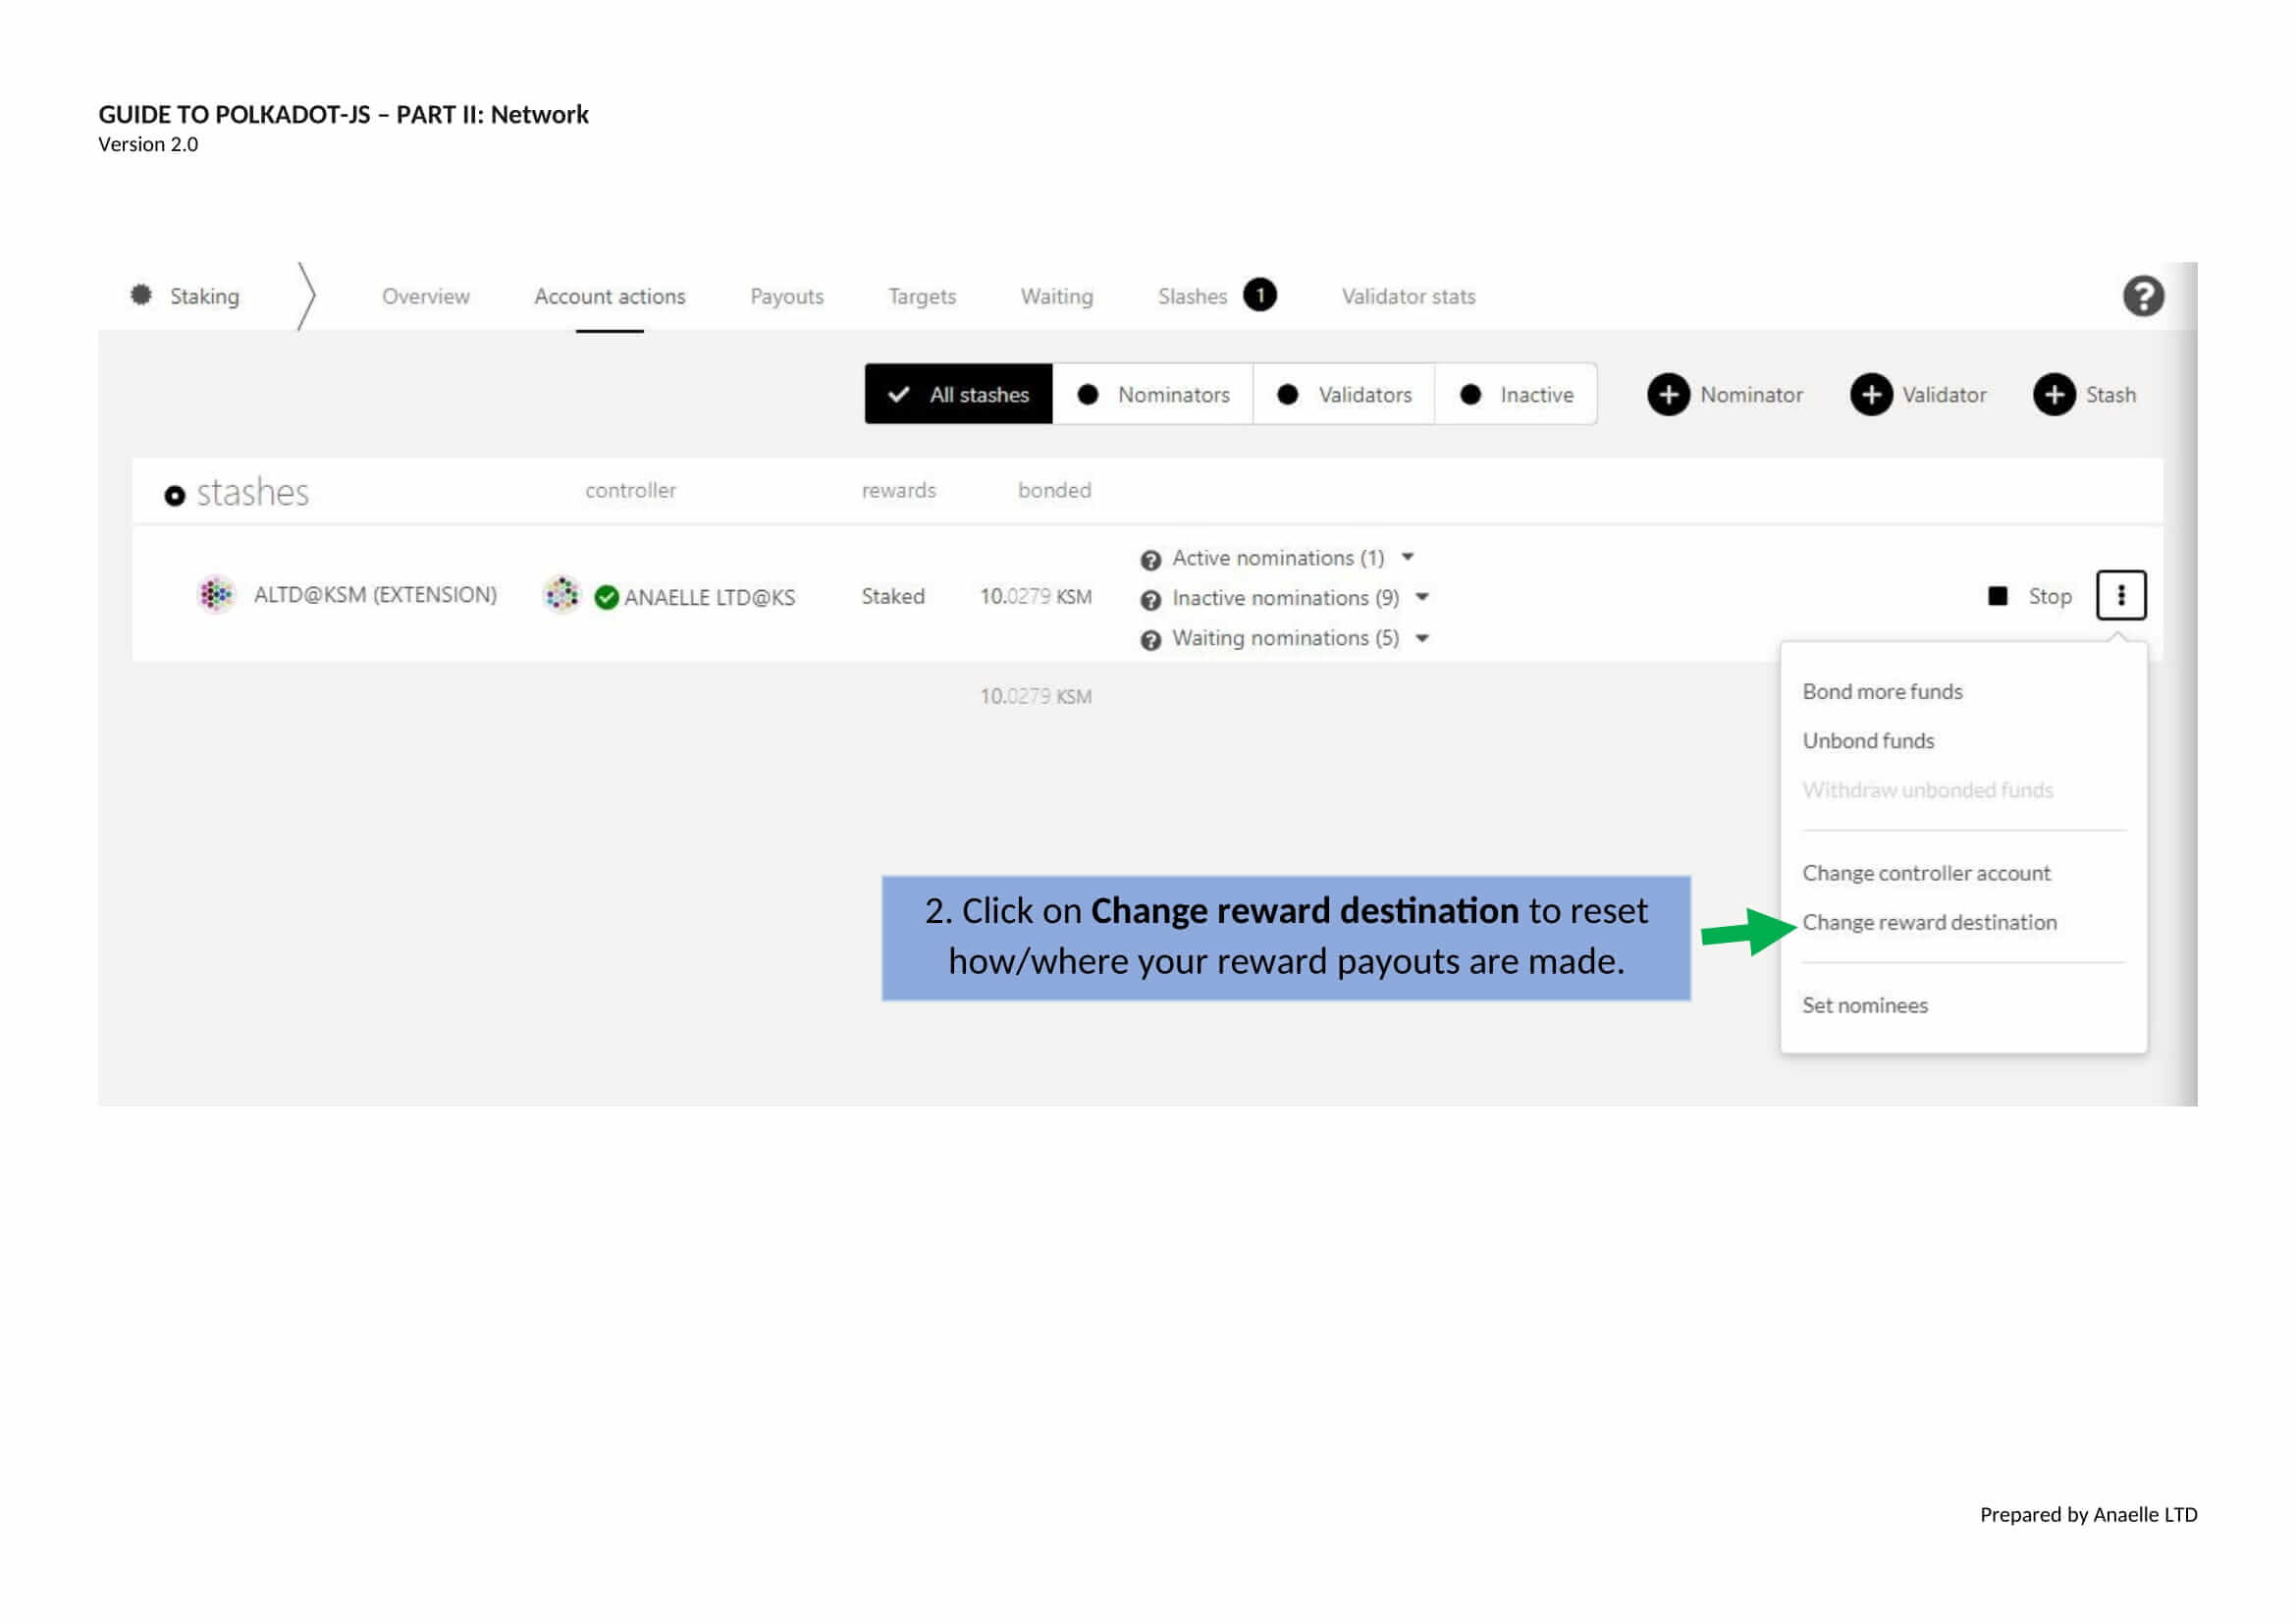 GUIDE TO POLKADOT-JS – PART II: Network
Version 2.0
Staking Overview Account actions Payouts Targets Waiting Slashes 1 Validator stats
All stashes Nominators Validators Inactive Nominator Validator Stash
stashes controller rewards bonded
Active nominations (1)
ALTD@KSM (EXTENSION) ANAELLE LTD@KS Staked 10.0279 KSM Inactive nominations (9) Stop
Waiting nominations (5)
10.0279 KSM
Bond more funds
Unbond funds
Withdraw unbonded funds
Change controller account
Change reward destination
Set nominees
2. Click on Change reward destination to reset
how/where your reward payouts are made.
Prepared by Anaelle LTD